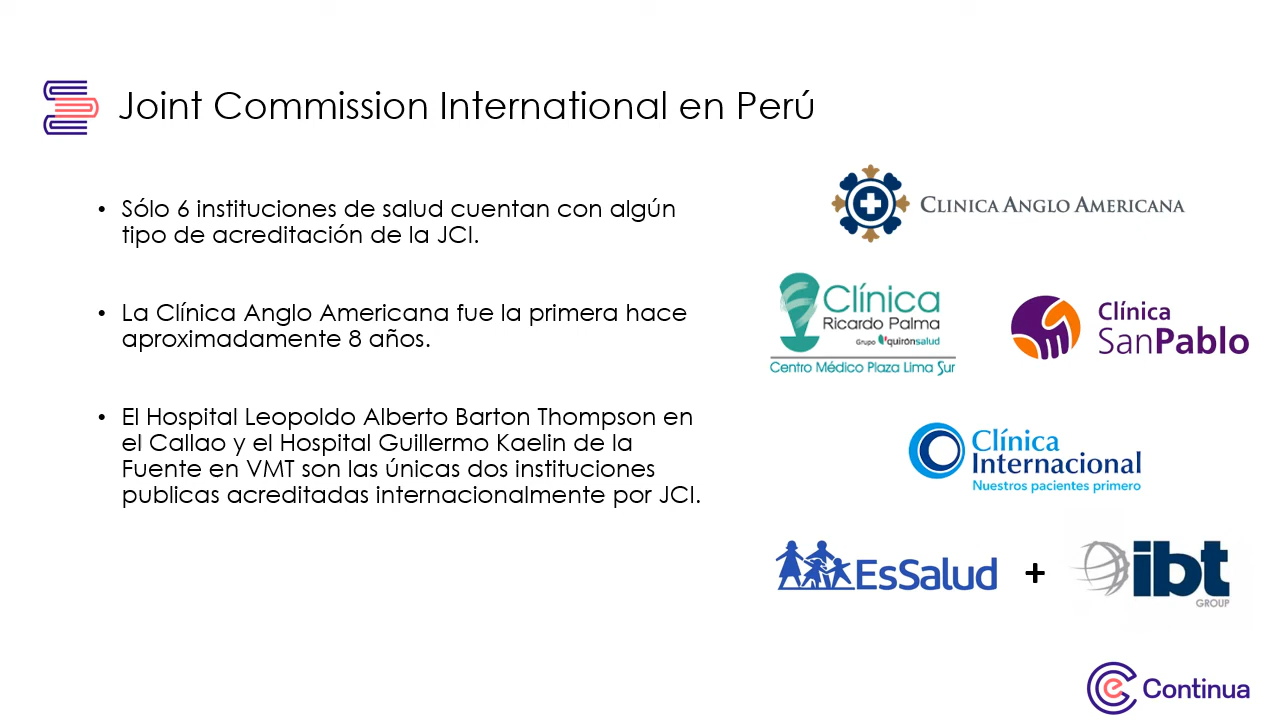 Joint Commission International en Perú
• Sólo 6 instituciones de salud cuentan con algún
tipo de acreditación de la JCI.
• La Clínica Anglo Americana fue la primera hace
aproximadamente 8 años.
• El Hospital Leopoldo Alberto Barton Thompson en
el Callao y el Hospital Guillermo Kaelin de la
Fuente en VMT son las únicas dos instituciones
publicas acreditadas internacionalmente por JCI.
CLINICA ANGLO AMERICANA
Clínica
Ricardo Palma
Grupo quirónsalud
Centro Médico Plaza Lima Sur
Clínica
SanPablo
Clínica
Internacional
Nuestros pacientes primero
EsSalud + ibt
GROUP
Continua